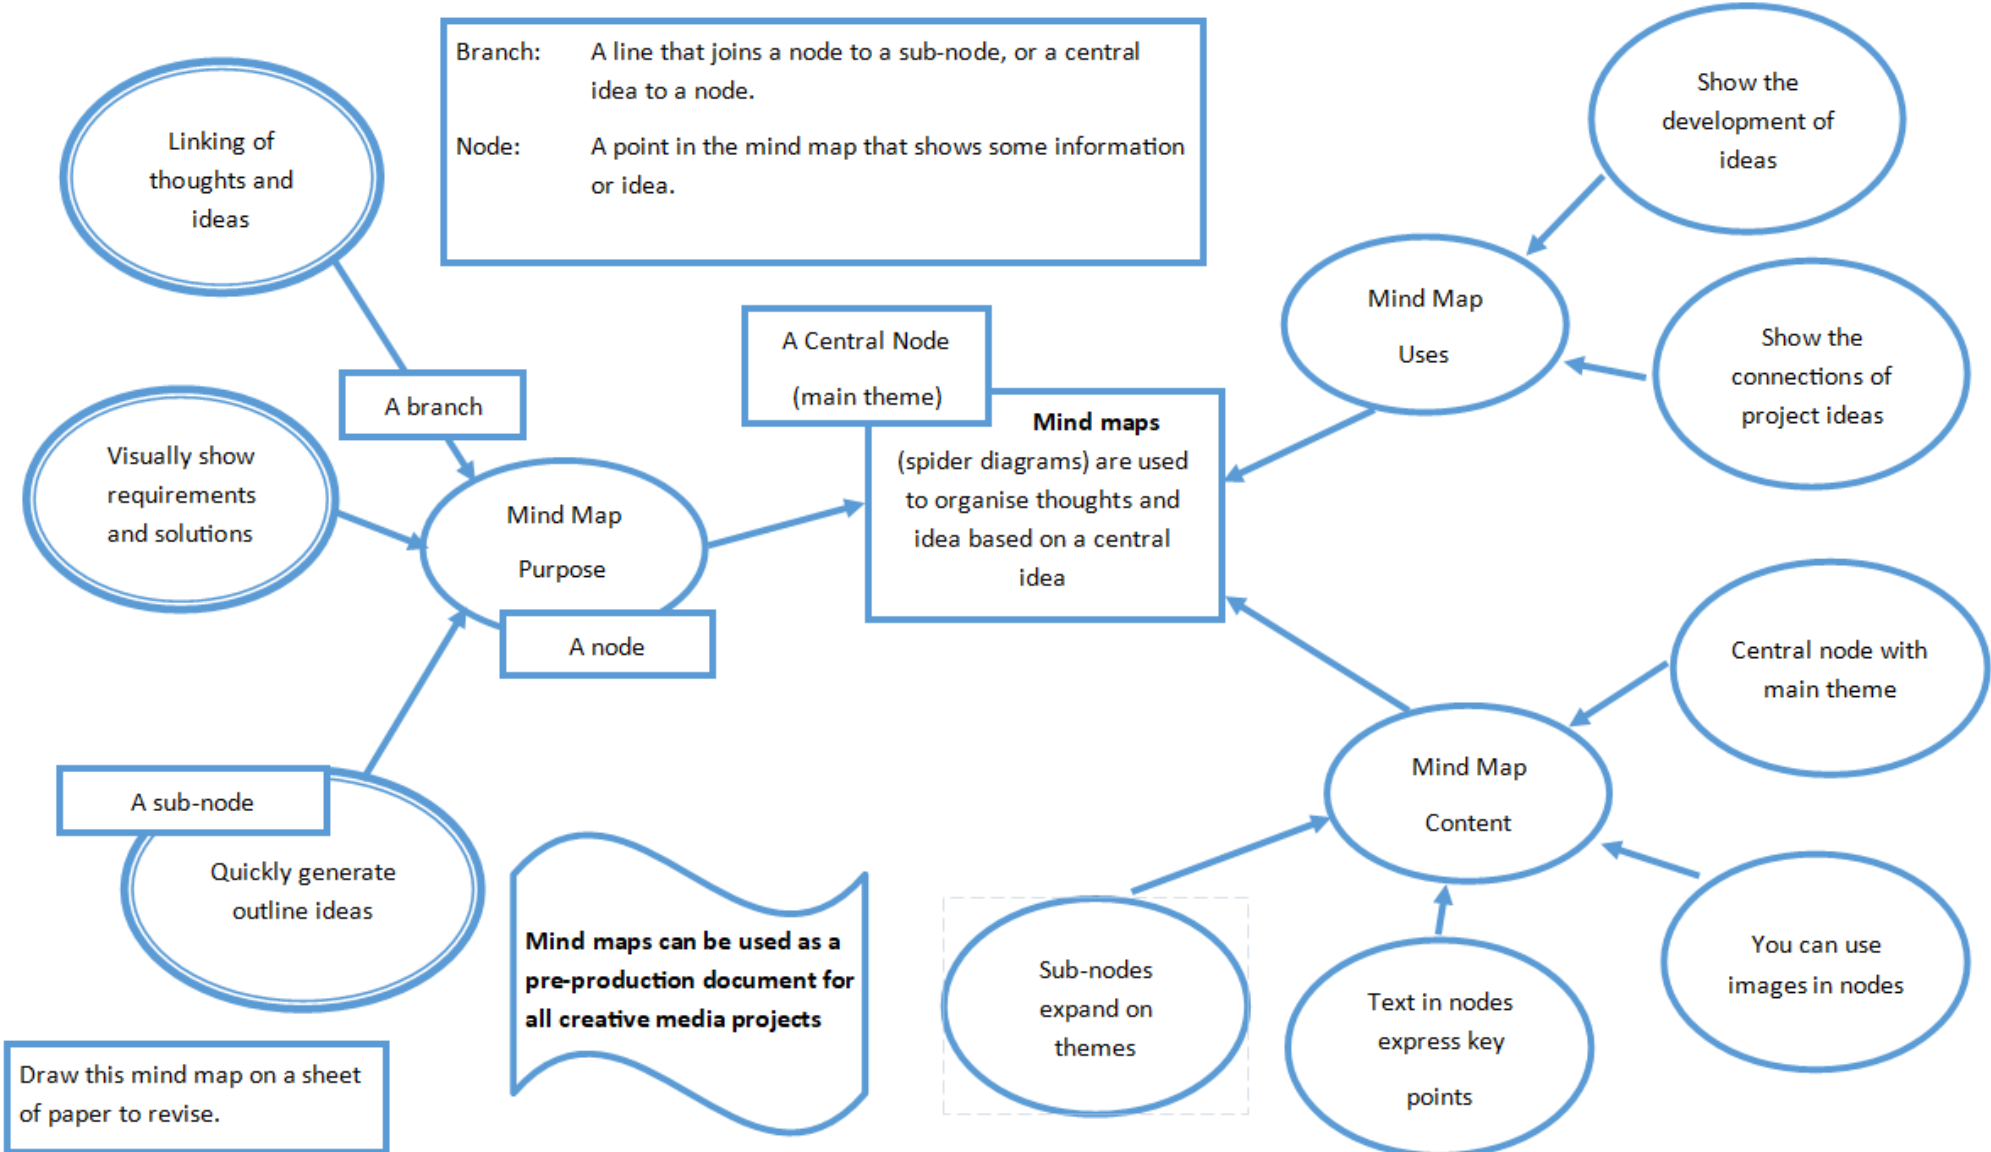 Branch: A line that joins a node to a sub-node, or a central
idea to a node.
Node: A point in the mind map that shows some information
or idea.
Linking of
thoughts and
ideas
A branch
Visually show
requirements
and solutions
Mind Map
Purpose
A node
A sub-node
Quickly generate
outline ideas
Draw this mind map on a sheet
of paper to revise.
A Central Node
(main theme)
Mind maps
(spider diagrams) are used
to organise thoughts and
idea based on a central
idea
Mind maps can be used as a
pre-production document for
all creative media projects
Show the
development of
ideas
Mind Map
Uses
Show the
connections of
project ideas
Central node with
main theme
Mind Map
Content
You can use
images in nodes
Sub-nodes
expand on
themes
Text in nodes
express key
points